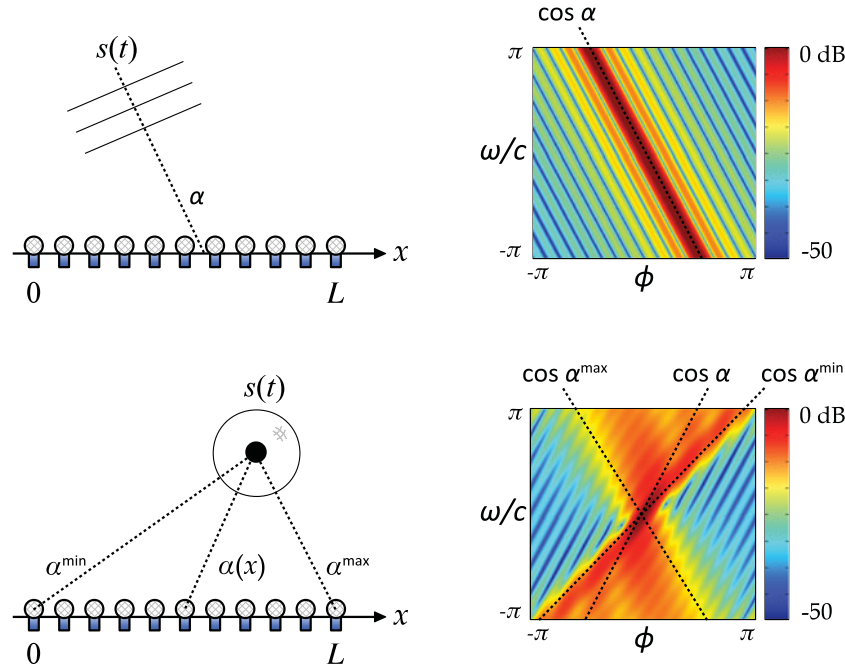 s(t)
α
x
0
L
cos α
π
ω/c
-π
-π
ϕ
π
0 dB
-50
s(t)
α^min
α(x)
α^max
x
0
L
cos α^max
cos α
cos α^min
π
ω/c
-π
-π
ϕ
π
0 dB
-50